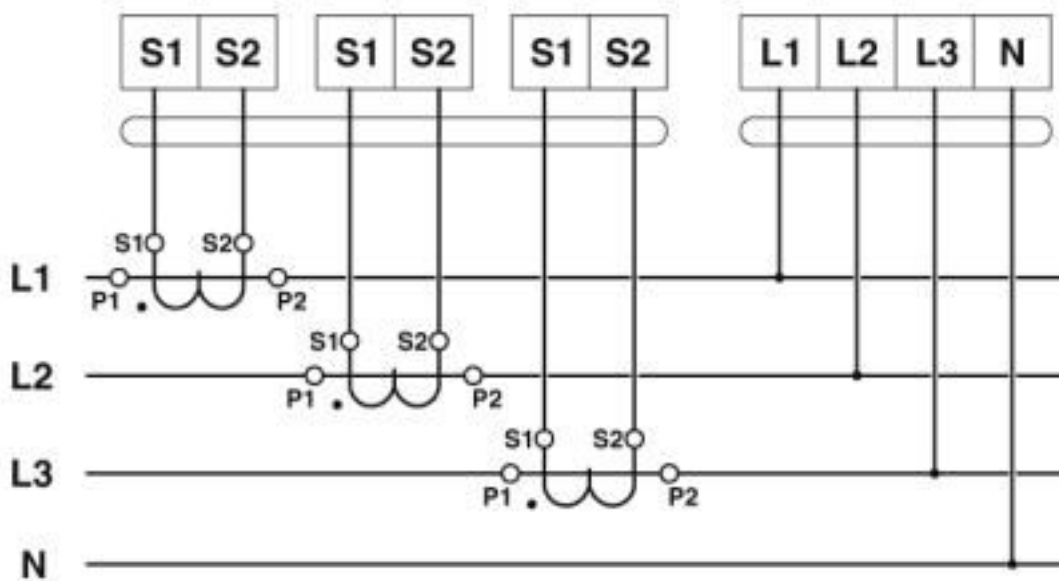 S1 S2 S1 S2 S1 S2 L1 L2 L3 N
S1 S2
L1
P1 P2
S1 S2
L2
P1 P2
S1 S2
L3
P1 P2
N